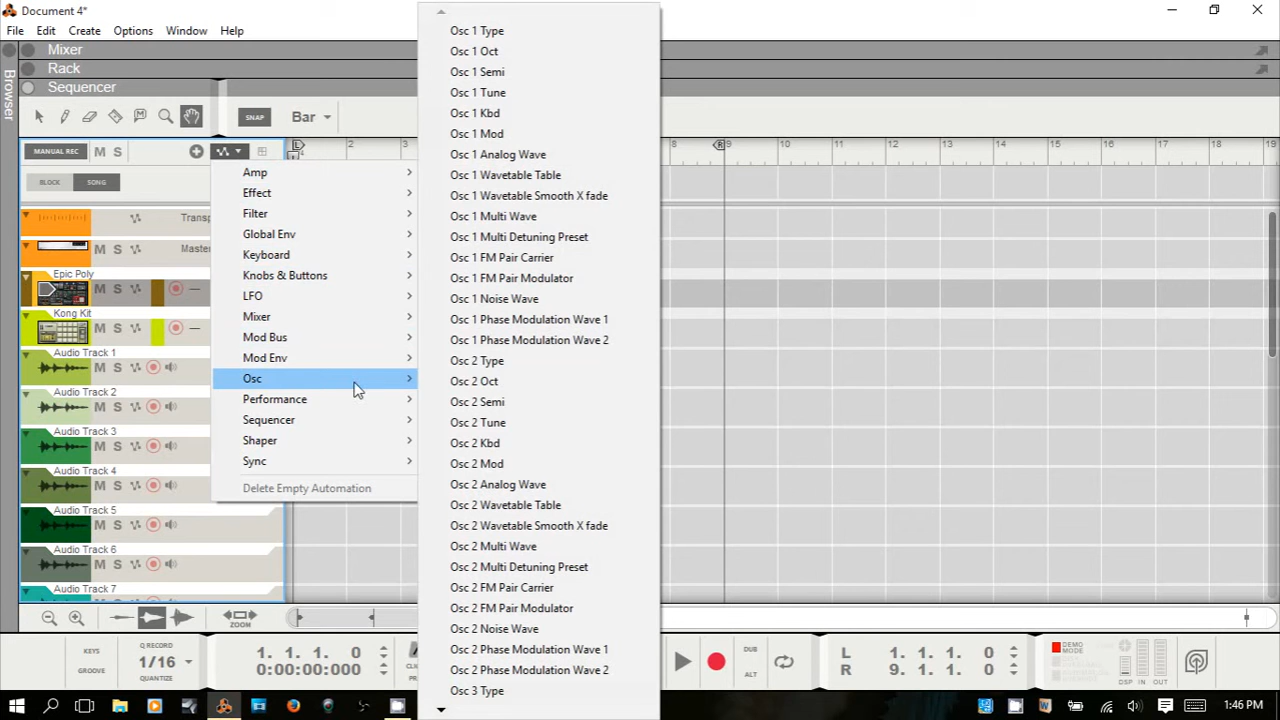 Document 4*
File Edit Create Options Window Help
Mixer
Rack
Sequencer
Browser
SNAP Bar
MANUAL REC M S
BLOCK SONG
2 3 8 9 10 11 12 13 14 15 16 17 18 19
L
R
Transp
M S Maste
Epic Poly
M S
Kong Kit
M S
Audio Track 1
M S
Audio Track 2
M S
Audio Track 3
M S
Audio Track 4
M S
Audio Track 5
M S
Audio Track 6
M S
Audio Track 7
Amp
Effect
Filter
Global Env
Keyboard
Knobs & Buttons
LFO
Mixer
Mod Bus
Mod Env
Osc
Performance
Sequencer
Shaper
Sync
Delete Empty Automation
Osc 1 Type
Osc 1 Oct
Osc 1 Semi
Osc 1 Tune
Osc 1 Kbd
Osc 1 Mod
Osc 1 Analog Wave
Osc 1 Wavetable Table
Osc 1 Wavetable Smooth X fade
Osc 1 Multi Wave
Osc 1 Multi Detuning Preset
Osc 1 FM Pair Carrier
Osc 1 FM Pair Modulator
Osc 1 Noise Wave
Osc 1 Phase Modulation Wave 1
Osc 1 Phase Modulation Wave 2
Osc 2 Type
Osc 2 Oct
Osc 2 Semi
Osc 2 Tune
Osc 2 Kbd
Osc 2 Mod
Osc 2 Analog Wave
Osc 2 Wavetable Table
Osc 2 Wavetable Smooth X fade
Osc 2 Multi Wave
Osc 2 Multi Detuning Preset
Osc 2 FM Pair Carrier
Osc 2 FM Pair Modulator
Osc 2 Noise Wave
Osc 2 Phase Modulation Wave 1
Osc 2 Phase Modulation Wave 2
Osc 3 Type
ZOOM
KEYS
GROOVE
Q RECORD
1/16
QUANTIZE
1. 1. 1. 0
0:00:00:000
CLI
PR
DUB
ALT
L 1. 1. 1. 0
R 9. 1. 1. 0
DEMO
MODE
DSP IN OUT
1:46 PM